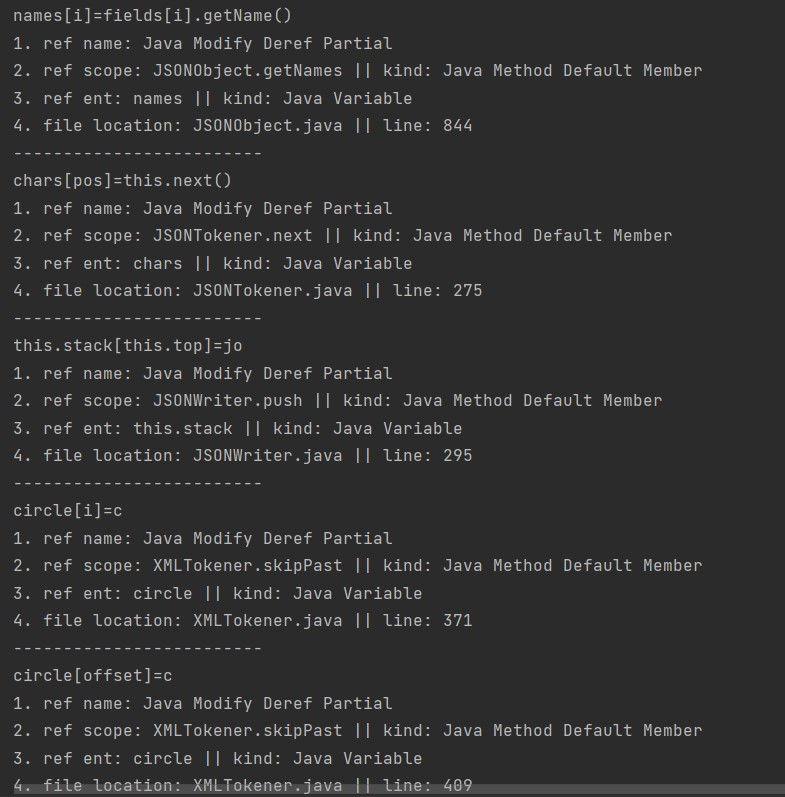 names[i]=fields[i].getName()
1. ref name: Java Modify Deref Partial
2. ref scope: JSONObject.getNames || kind: Java Method Default Member
3. ref ent: names || kind: Java Variable
4. file location: JSONObject.java || line: 844
-------------------------
chars[pos]=this.next()
1. ref name: Java Modify Deref Partial
2. ref scope: JSONTokener.next || kind: Java Method Default Member
3. ref ent: chars || kind: Java Variable
4. file location: JSONTokener.java || line: 275
-------------------------
this.stack[this.top]=jo
1. ref name: Java Modify Deref Partial
2. ref scope: JSONWriter.push || kind: Java Method Default Member
3. ref ent: this.stack || kind: Java Variable
4. file location: JSONWriter.java || line: 295
-------------------------
circle[i]=c
1. ref name: Java Modify Deref Partial
2. ref scope: XMLTokener.skipPast || kind: Java Method Default Member
3. ref ent: circle || kind: Java Variable
4. file location: XMLTokener.java || line: 371
-------------------------
circle[offset]=c
1. ref name: Java Modify Deref Partial
2. ref scope: XMLTokener.skipPast || kind: Java Method Default Member
3. ref ent: circle || kind: Java Variable
4. file location: XMLTokener.java || line: 409